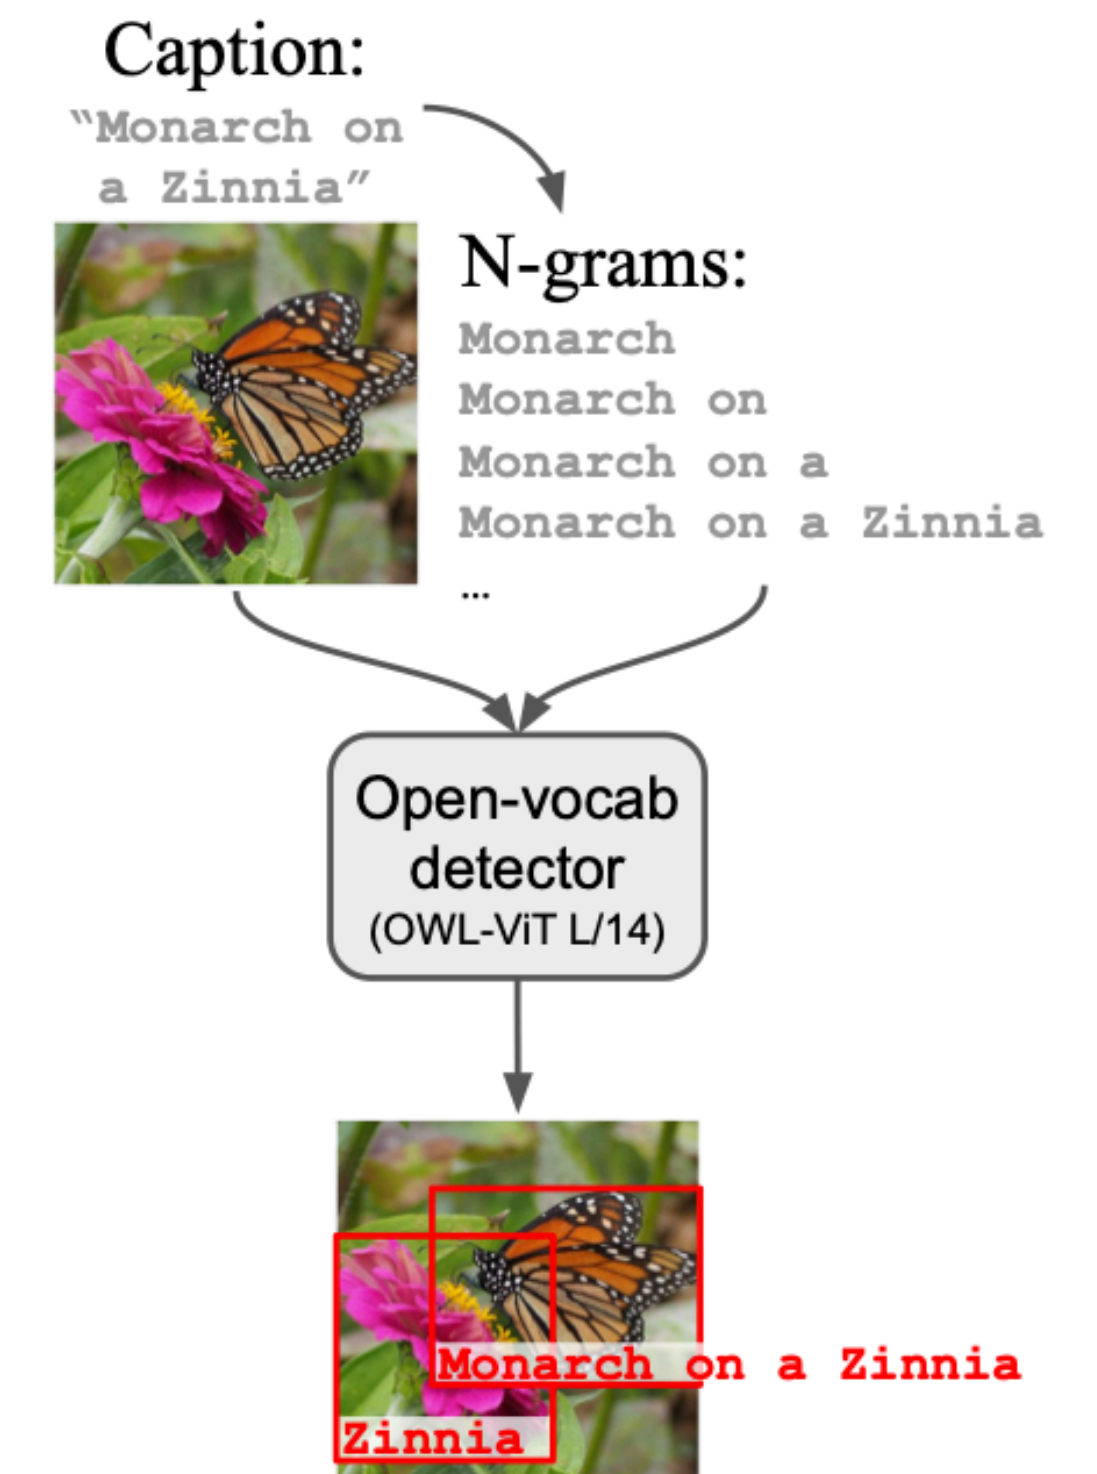 Caption:
“Monarch on
a Zinnia”
N-grams:
Monarch
Monarch on
Monarch on a
Monarch on a Zinnia
...
Open-vocab
detector
(OWL-ViT L/14)
Monarch on a Zinnia
Zinnia